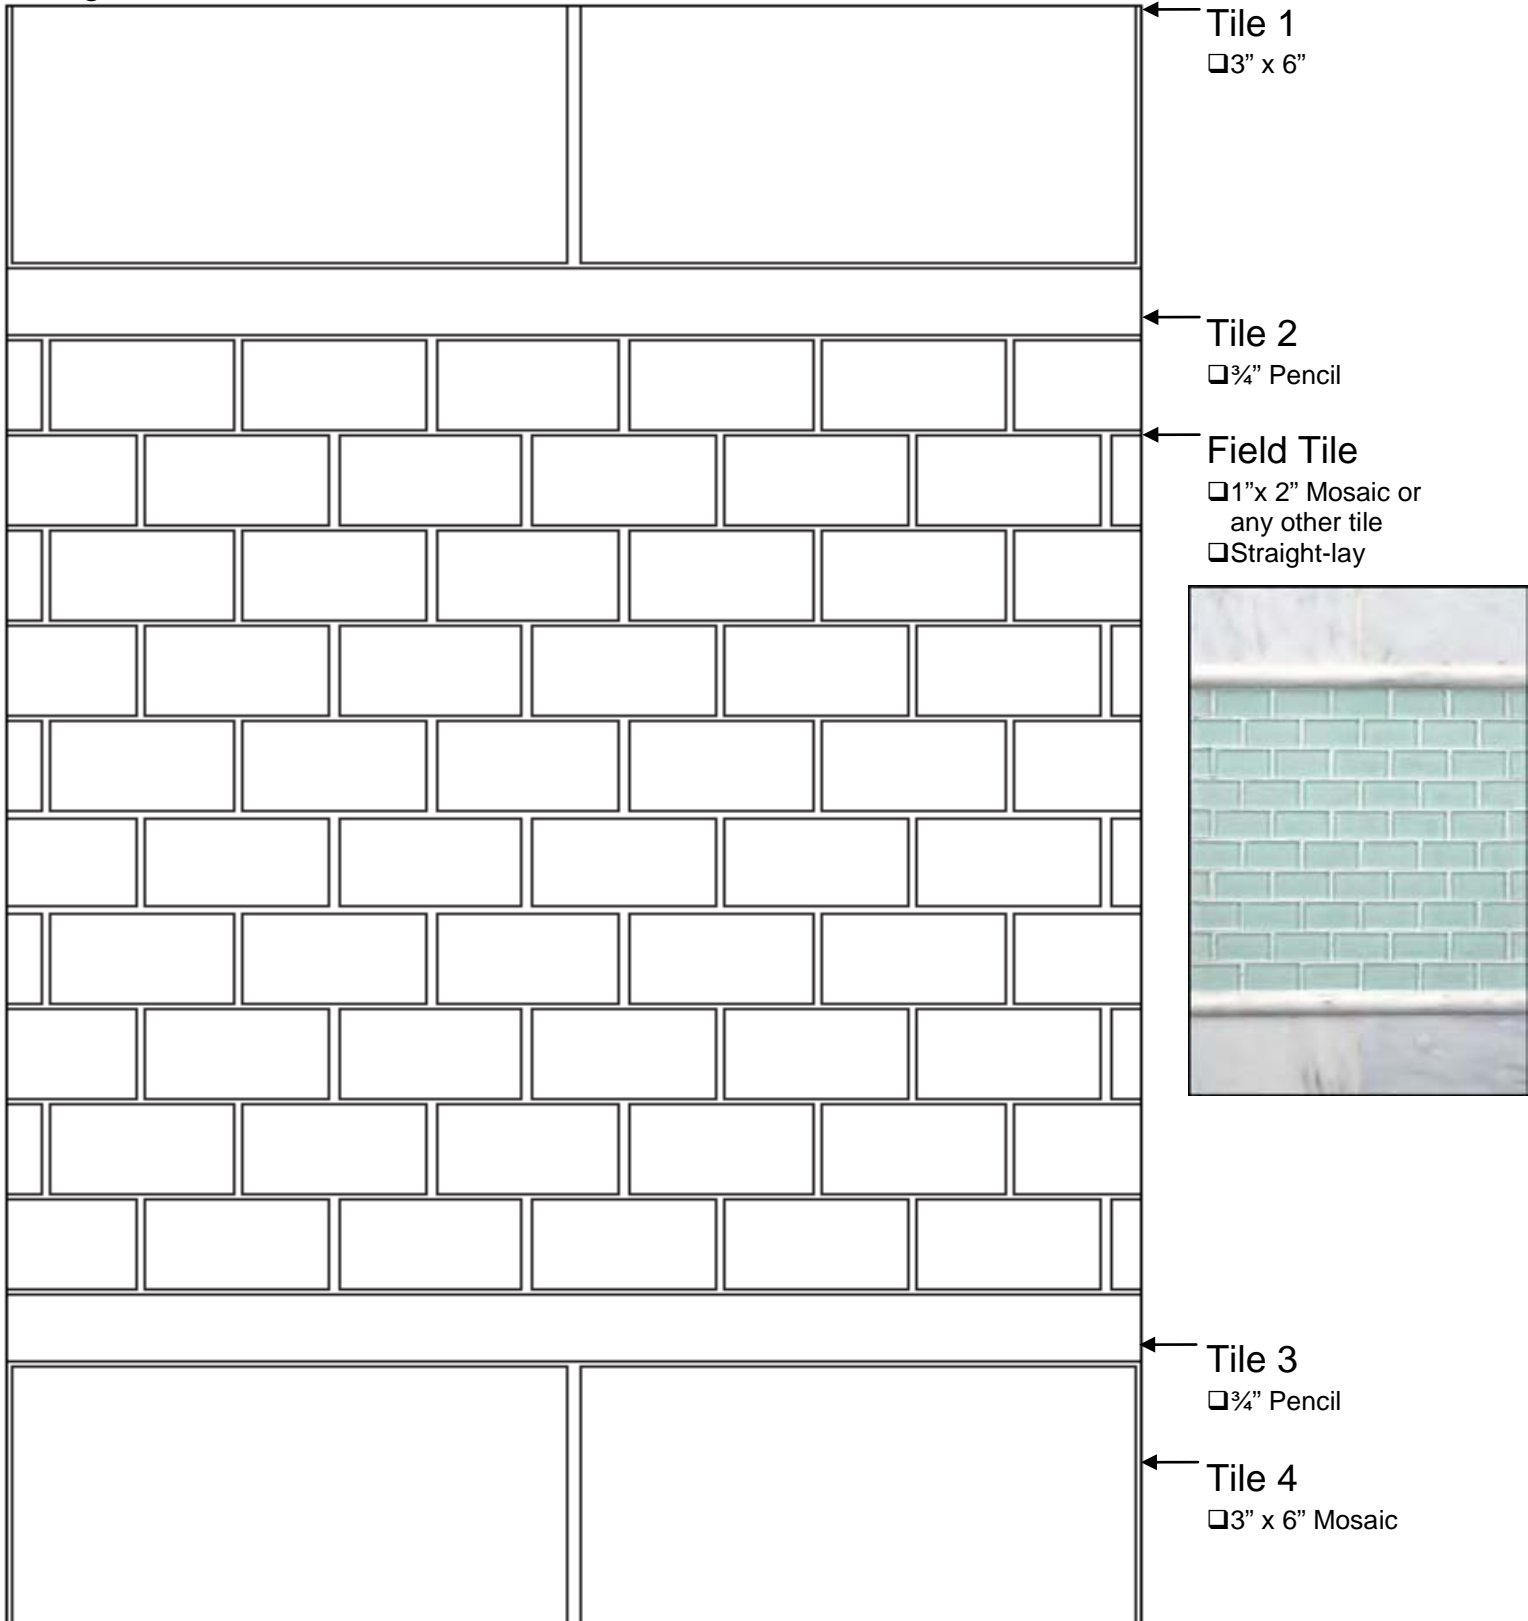 Tile 1
❑3” x 6”
Tile 2
❑¾” Pencil
Field Tile
❑1”x 2” Mosaic or
any other tile
❑Straight-lay
Tile 3
❑¾” Pencil
Tile 4
❑3” x 6” Mosaic